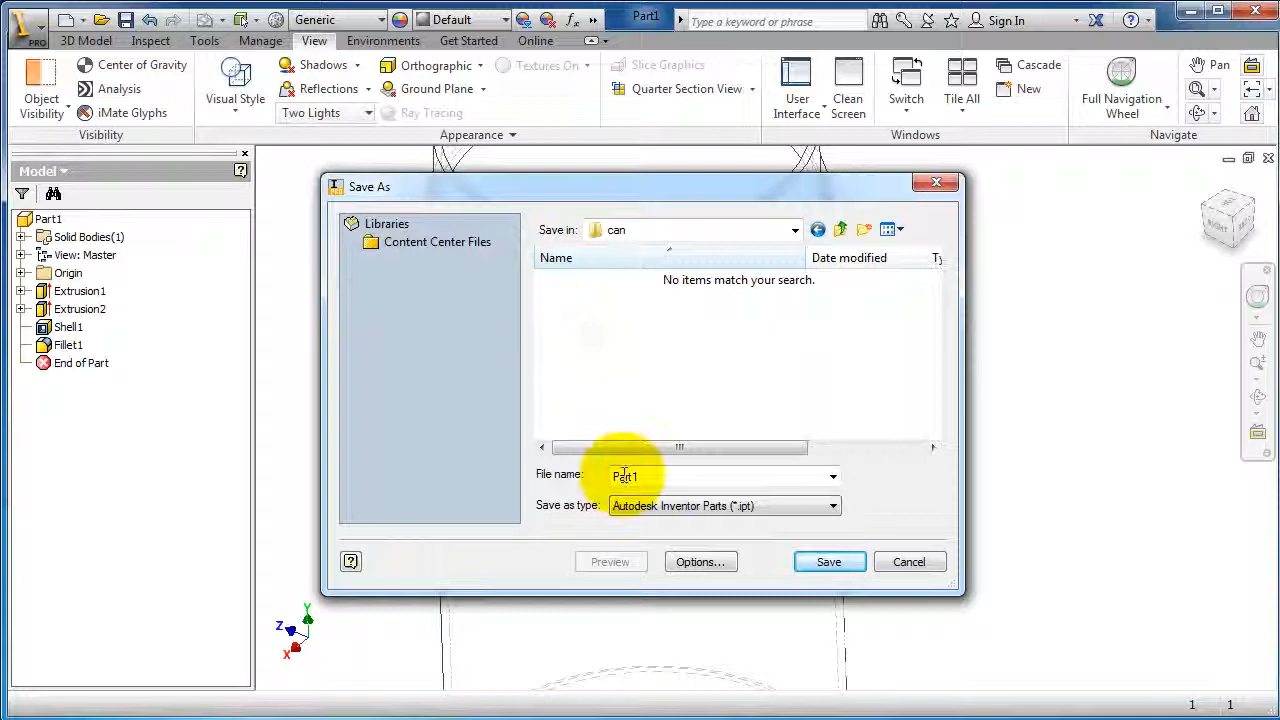 Generic
Default
Part1
Type a keyword or phrase
Sign In
PRO
3D Model
Inspect
Tools
Manage
View
Environments
Get Started
Online
Object
Visibility
Center of Gravity
Analysis
iMate Glyphs
Visibility
Visual Style
Shadows
Reflections
Two Lights
Orthographic
Ground Plane
Ray Tracing
Textures On
Slice Graphics
Quarter Section View
Appearance
User
Interface
Clean
Screen
Switch
Tile All
Cascade
New
Windows
Full Navigation
Wheel
Pan
Navigate
Model
Part1
Solid Bodies(1)
View: Master
Origin
Extrusion1
Extrusion2
Shell1
Fillet1
End of Part
Save As
Libraries
Content Center Files
Save in:
can
Name
Date modified
Ty
No items match your search.
File name:
Part1
Save as type:
Autodesk Inventor Parts (*.ipt)
Preview
Options...
Save
Cancel
RIGHT
Y
Z
X
1
1